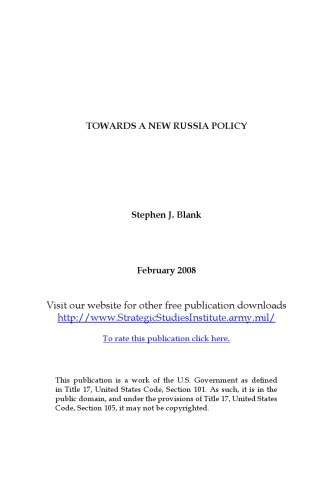 TOWARDS A NEW RUSSIA POLICY
Stephen J. Blank
February 2008
Visit our website for other free publication downloads
http://www.StrategicStudiesInstitute.army.mil/
To rate this publication click here.
This publication is a work of the U.S. Government as defined
in Title 17, United States Code, Section 101. As such, it is in the
public domain, and under the provisions of Title 17, United States
Code, Section 105, it may not be copyrighted.